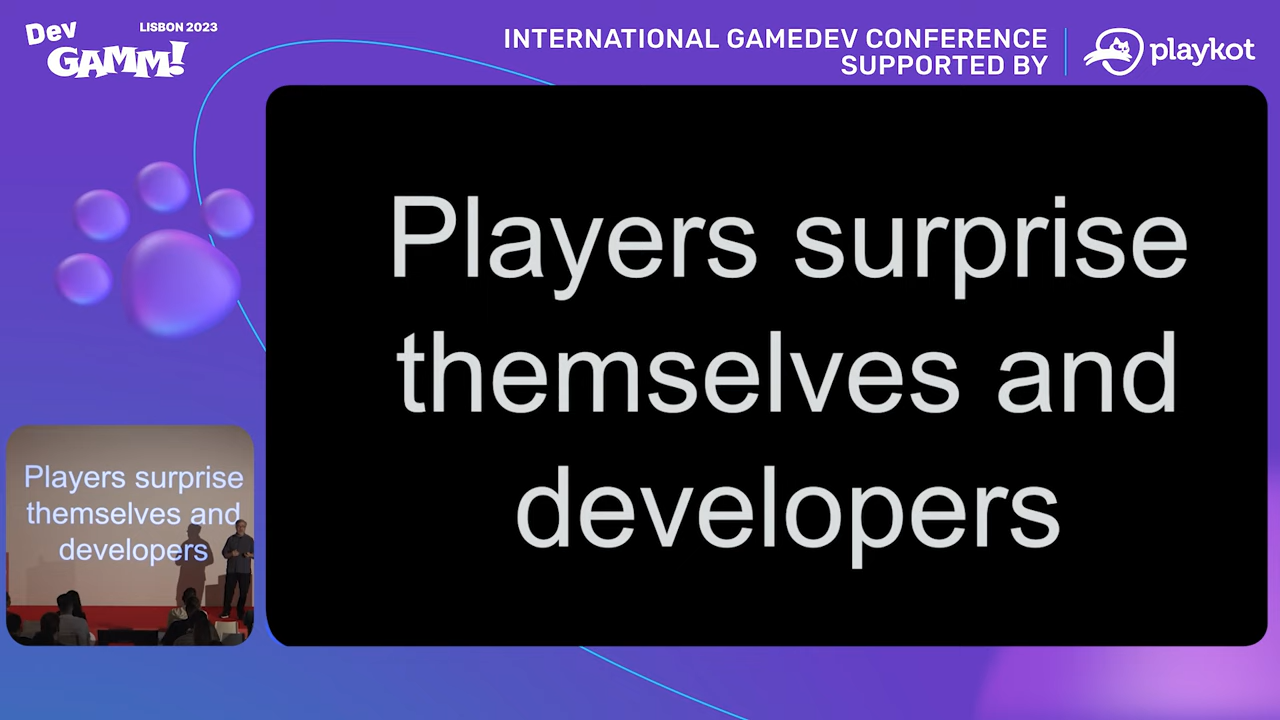 Dev
GAMM!
LISBON 2023
INTERNATIONAL GAMEDEV CONFERENCE
SUPPORTED BY
playkot
Players surprise
themselves and
developers
Players surprise
themselves and
developers